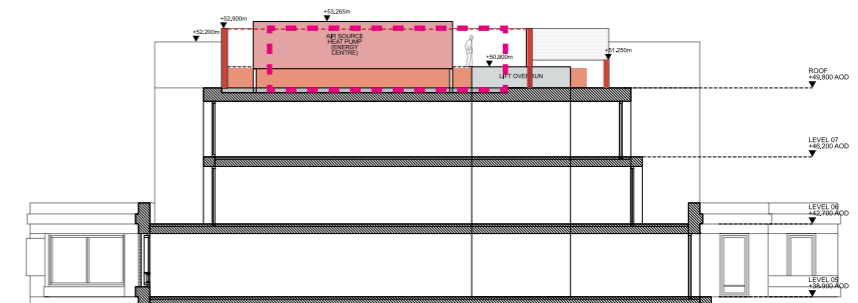 +53.265m
+52.900m
+52.200m
AIR SOURCE
HEAT PUMP
(ENERGY
CENTRE)
+50.900m
+51.250m
LIFT OVERRUN
ROOF
+49,800 AOD
LEVEL 07
+46,200 AOD
LEVEL 06
+42,700 AOD
LEVEL 05
+38,900 AOD